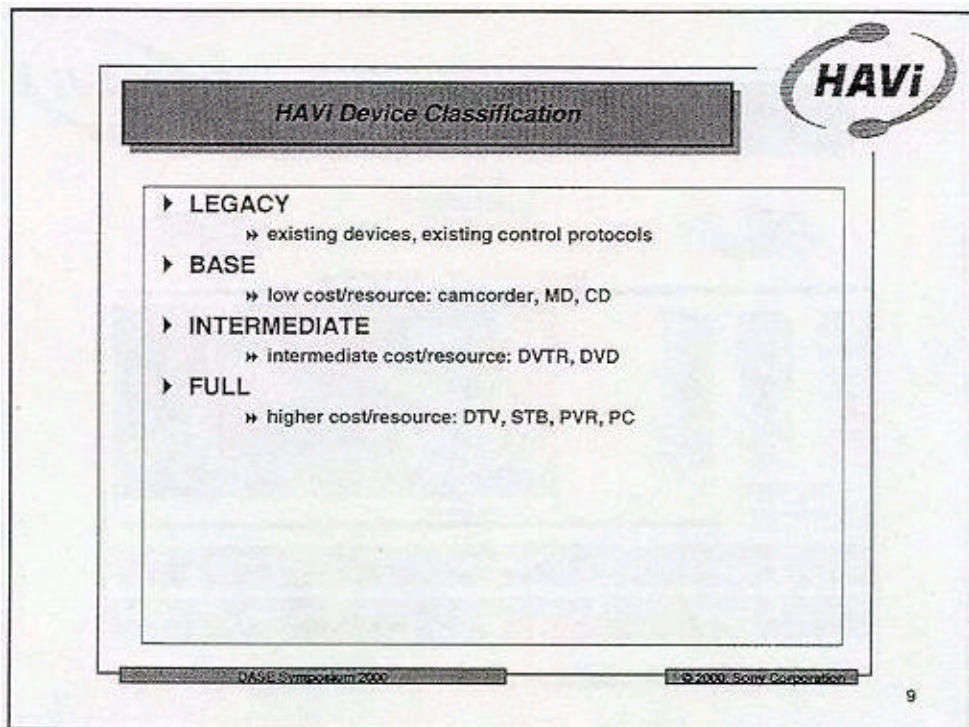 HAVi
HAVi Device Classification
LEGACY
existing devices, existing control protocols
BASE
low cost/resource: camcorder, MD, CD
INTERMEDIATE
intermediate cost/resource: DVTR, DVD
FULL
higher cost/resource: DTV, STB, PVR, PC
DASE Symposium 2000
© 2000, Sony Corporation
9